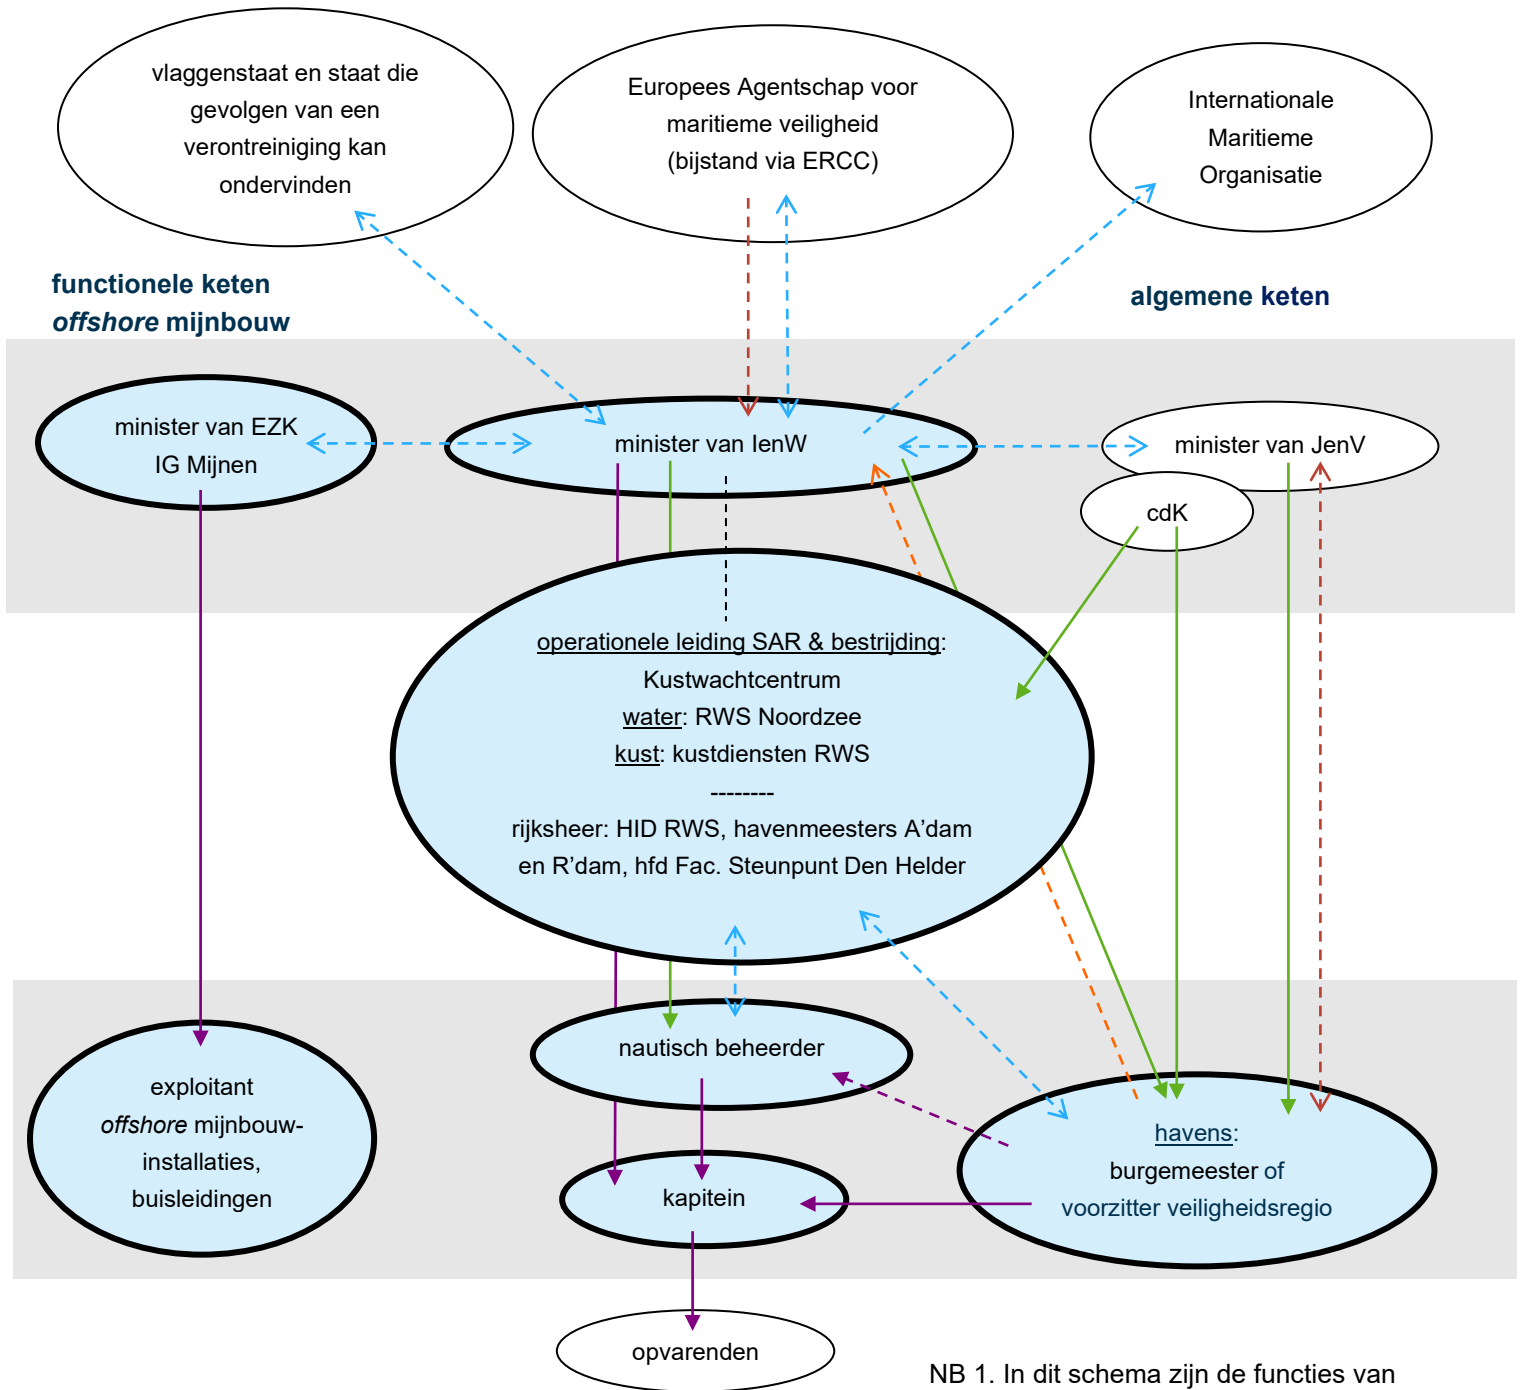 vlaggenstaat en staat die
gevolgen van een
verontreiniging kan
ondervinden
Europees Agentschap voor
maritieme veiligheid
(bijstand via ERCC)
Internationale
Maritieme
Organisatie
functionele keten
offshore mijnbouw
algemene keten
minister van EZK
IG Mijnen
minister van IenW
minister van JenV
cdK
operationele leiding SAR & bestrijding:
Kustwachtcentrum
water: RWS Noordzee
kust: kustdiensten RWS
--------
rijksheer: HID RWS, havenmeesters A’dam
en R’dam, hfd Fac. Steunpunt Den Helder
nautisch beheerder
exploitant
offshore mijnbouw-
installaties,
buisleidingen
kapitein
havens:
burgemeester of
voorzitter veiligheidsregio
opvarenden
NB 1. In dit schema zijn de functies van